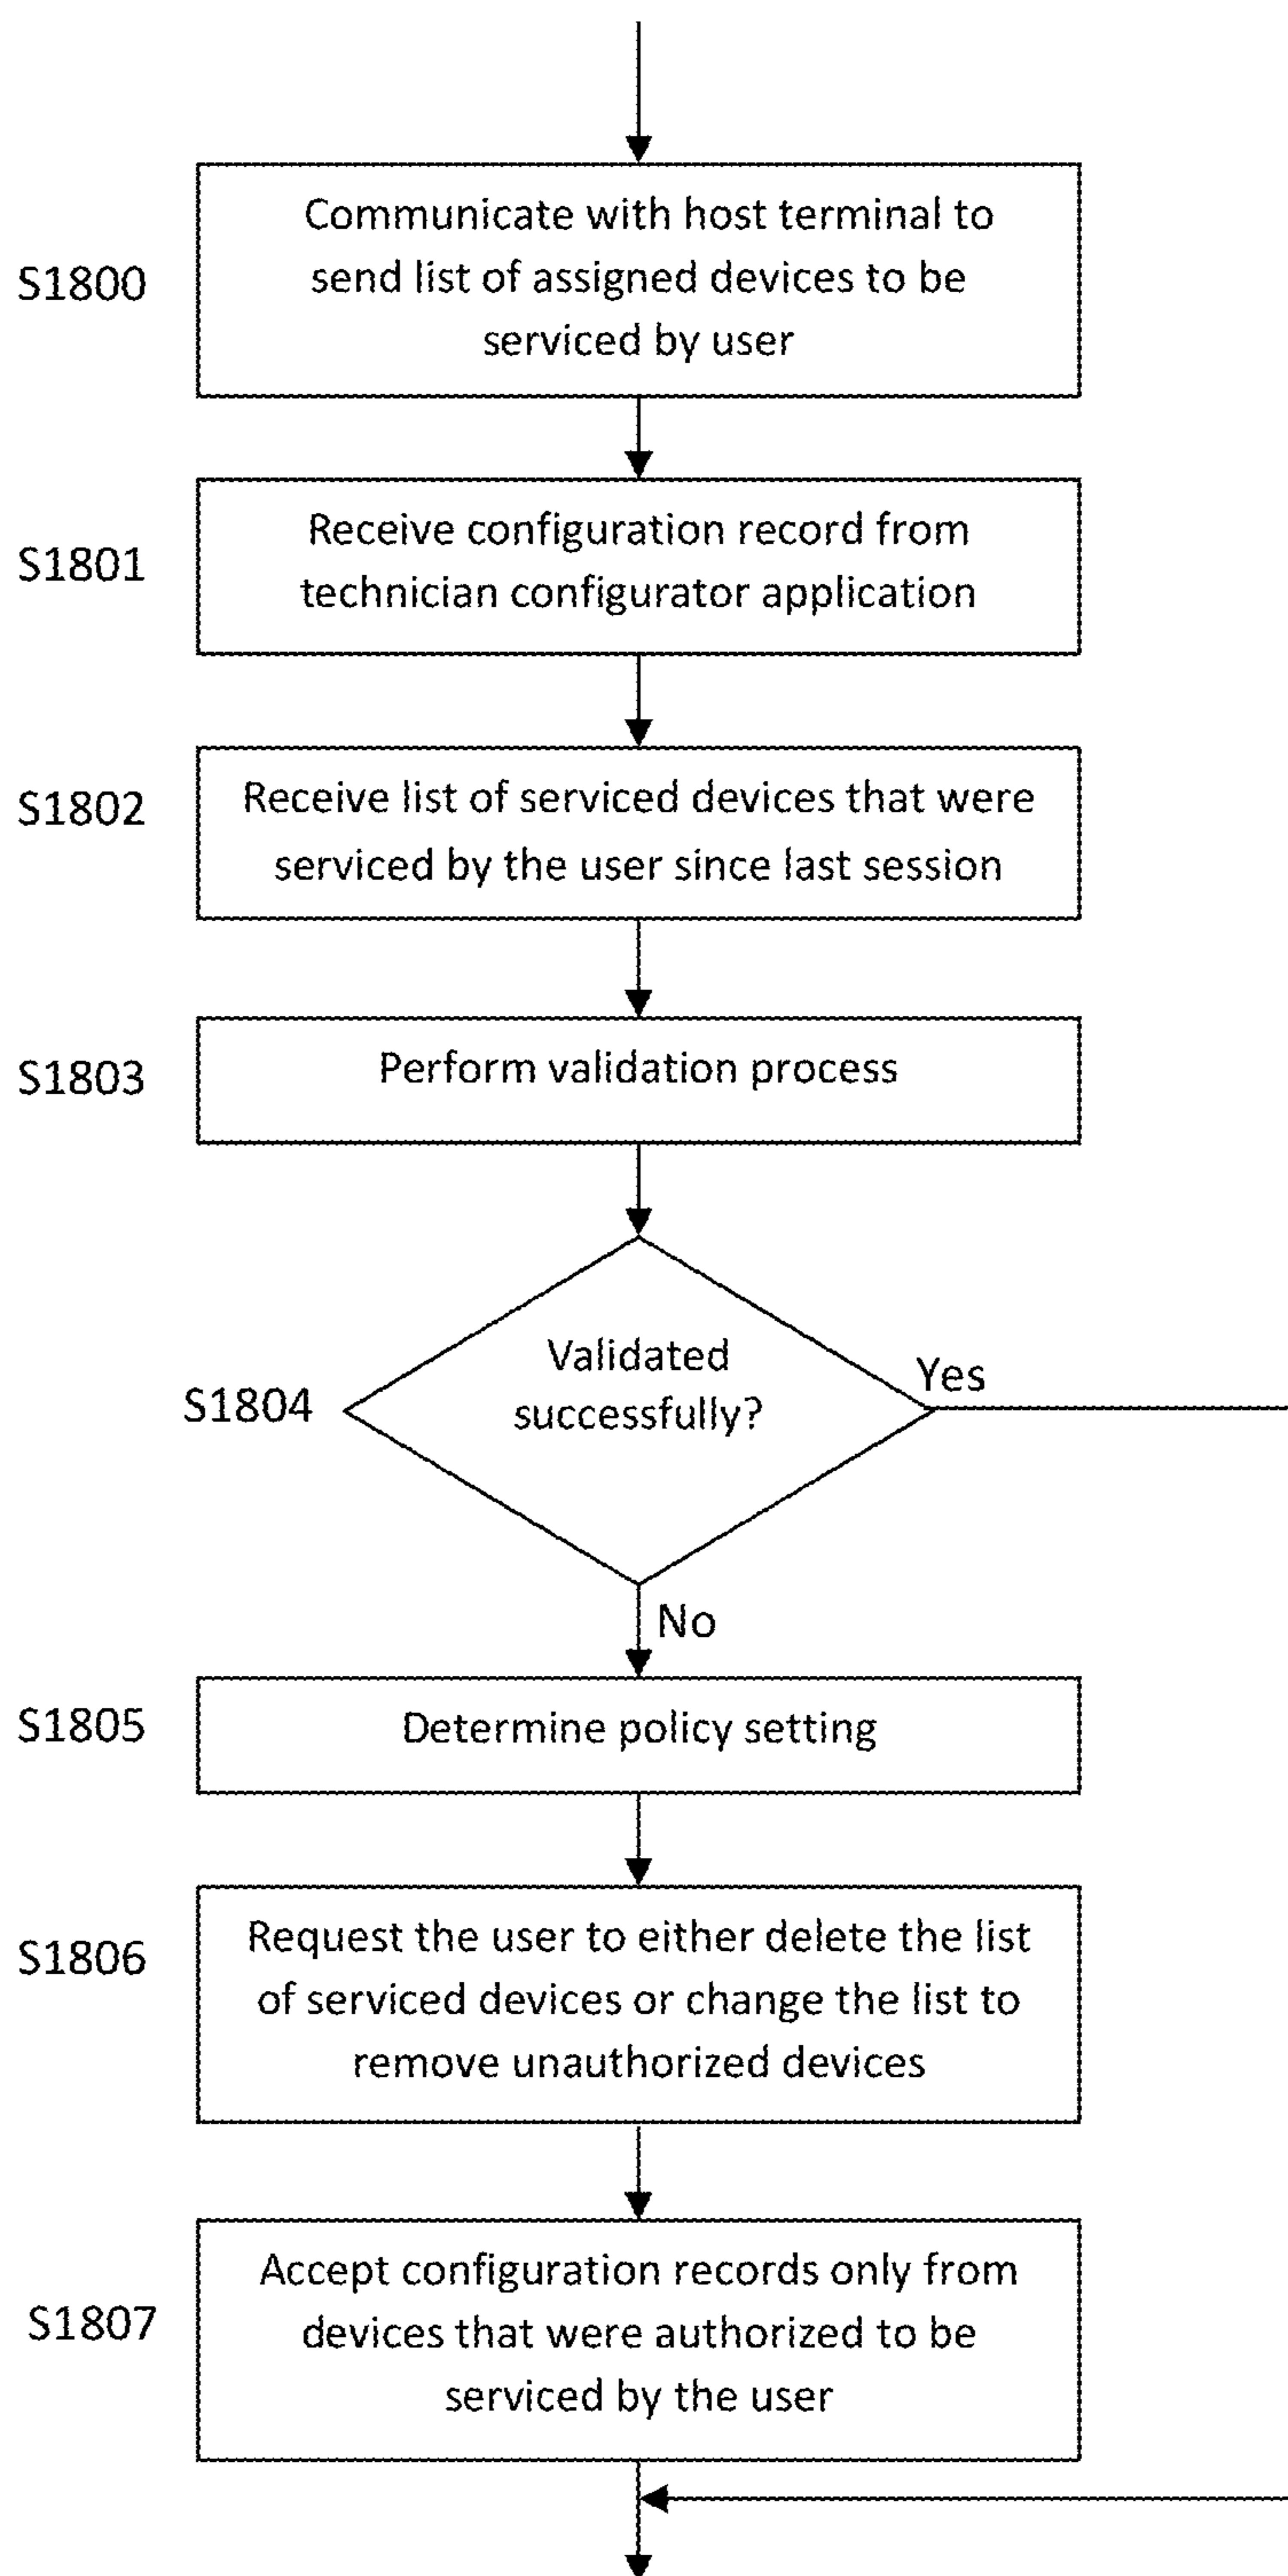 S1800
Communicate with host terminal to
send list of assigned devices to be
serviced by user
S1801
Receive configuration record from
technician configurator application
S1802
Receive list of serviced devices that were
serviced by the user since last session
S1803
Perform validation process
S1804
Validated
successfully?
Yes
No
S1805
Determine policy setting
S1806
Request the user to either delete the list
of serviced devices or change the list to
remove unauthorized devices
S1807
Accept configuration records only from
devices that were authorized to be
serviced by the user